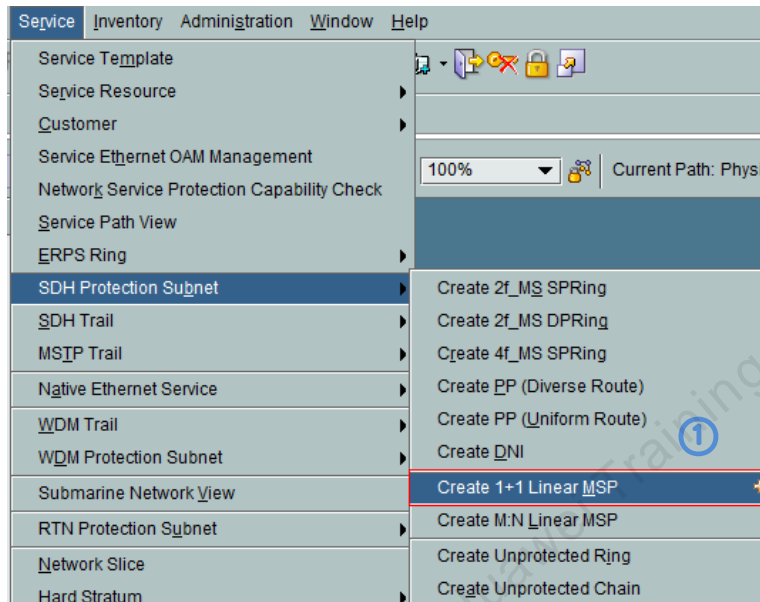 Service Inventory Administration Window Help
Service Template
Service Resource
Customer
Service Ethernet OAM Management
Network Service Protection Capability Check
Service Path View
ERPS Ring
SDH Protection Subnet
SDH Trail
MSTP Trail
Native Ethernet Service
WDM Trail
WDM Protection Subnet
Submarine Network View
RTN Protection Subnet
Network Slice
Hard Stratum
100% Current Path: Phys
Create 2f_MS SPRing
Create 2f_MS DPRing
Create 4f_MS SPRing
Create PP (Diverse Route)
Create PP (Uniform Route)
Create DNI
1
Create 1+1 Linear MSP
Create M:N Linear MSP
Create Unprotected Ring
Create Unprotected Chain
Training